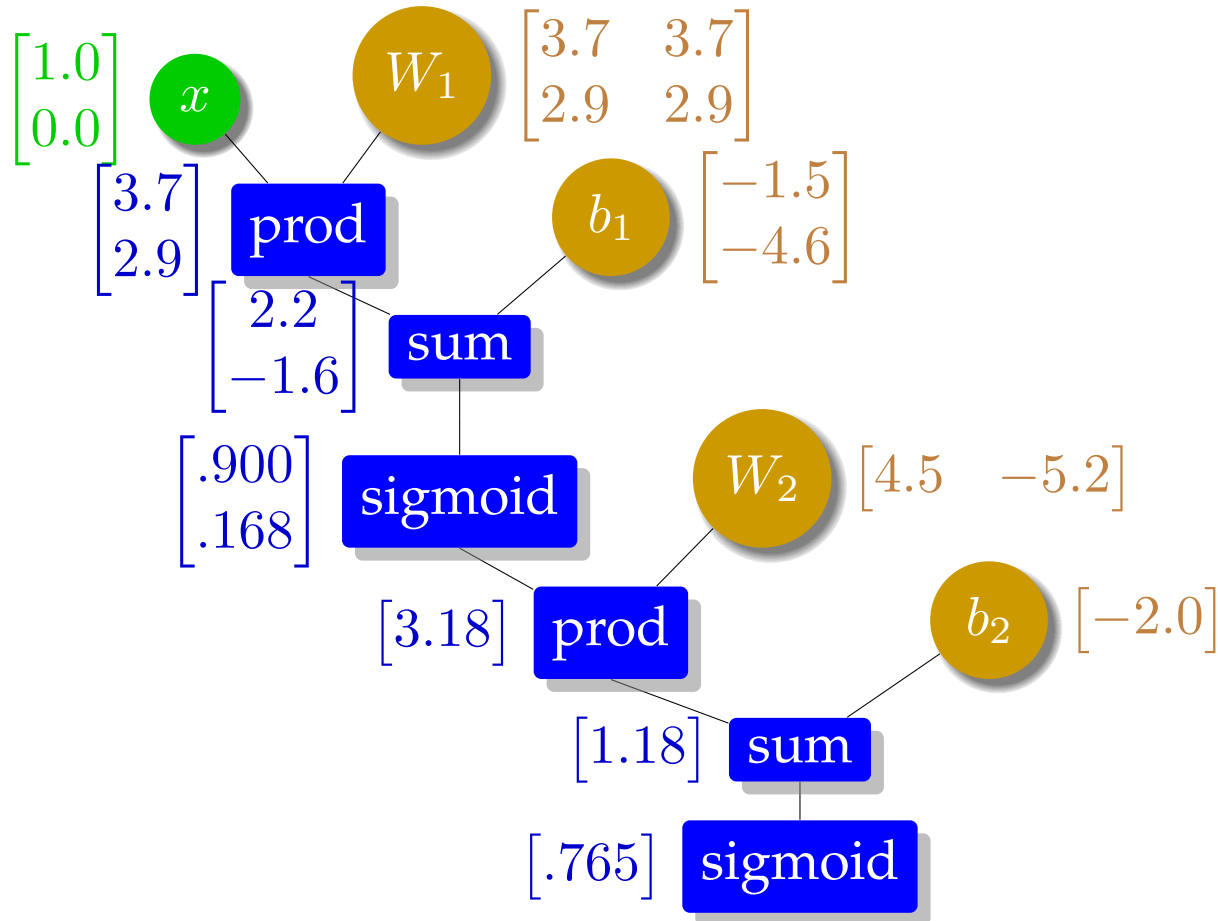 [1.0
0.0] x W₁ [3.7 3.7
2.9 2.9]
[3.7
2.9] prod b₁ [−1.5
−4.6]
[2.2
−1.6] sum
[.900
.168] sigmoid W₂ [4.5 −5.2]
[3.18] prod b₂ [−2.0]
[1.18] sum
[.765] sigmoid